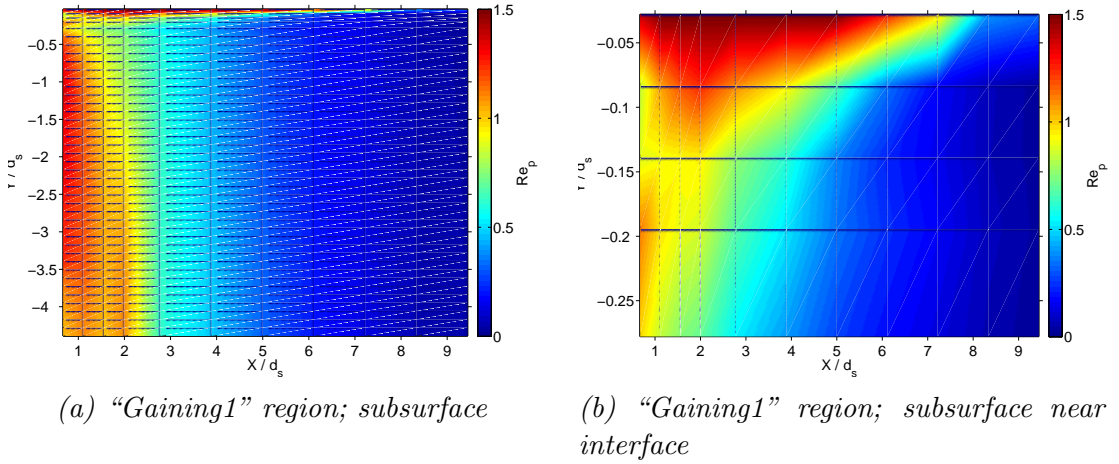 1.5
1
0.5
0
Re_p
−0.5
−1
−1.5
−2
−2.5
−3
−3.5
−4
1 2 3 4 5 6 7 8 9
X / d_s
(a) “Gaining1” region; subsurface
1.5
1
0.5
0
Re_p
−0.05
−0.1
−0.15
−0.2
−0.25
1 2 3 4 5 6 7 8 9
X / d_s
(b) “Gaining1” region; subsurface near
interface